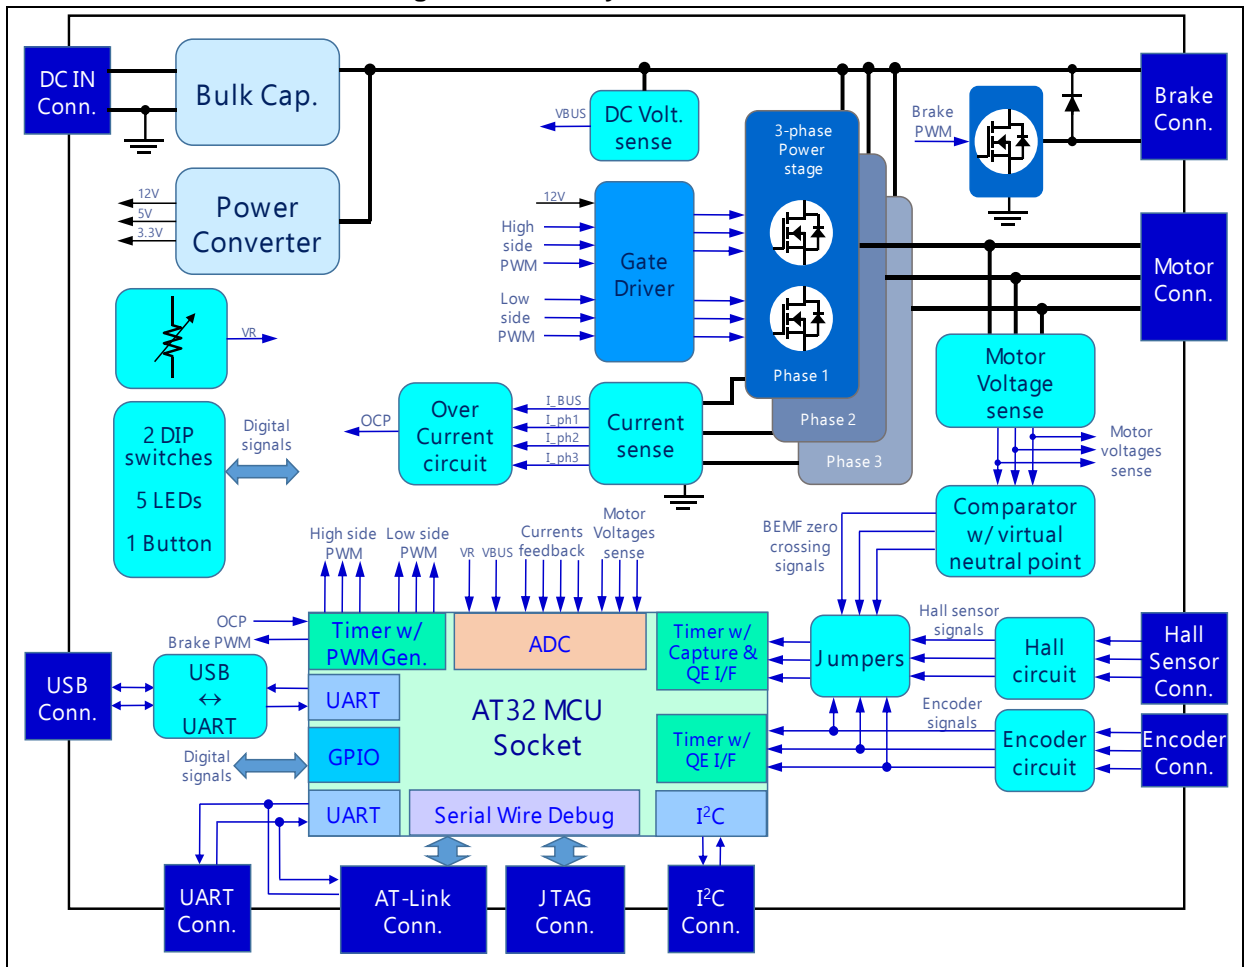 DC IN
Conn.
Bulk Cap.
VBUS
DC Volt.
sense
3-phase
Power
stage
Brake
PWM
Brake
Conn.
12V
5V
3.3V
Power
Converter
12V
High
side
PWM
Low
side
PWM
Gate
Driver
Motor
Conn.
VR
Phase 1
Phase 2
Phase 3
Motor
Voltage
sense
2 DIP
switches
5 LEDs
1 Button
Digital
signals
OCP
Over
Current
circuit
I_BUS
I_ph1
I_ph2
I_ph3
Current
sense
Motor
voltages
sense
Comparator
w/ virtual
neutral point
BEMF zero
crossing
signals
High side
PWM
Low side
PWM
VR
VBUS
Currents
feedback
Motor
Voltages
sense
OCP
Brake PWM
Timer w/
PWM Gen.
ADC
Timer w/
Capture &
QE I/F
Jumpers
Hall sensor
signals
Hall
circuit
Hall
Sensor
Conn.
USB
Conn.
USB
↔
UART
UART
AT32 MCU
Socket
Timer w/
QE I/F
Encoder
signals
Encoder
circuit
Encoder
Conn.
Digital
signals
GPIO
UART
Serial Wire Debug
I²C
UART
Conn.
AT-Link
Conn.
JTAG
Conn.
I²C
Conn.